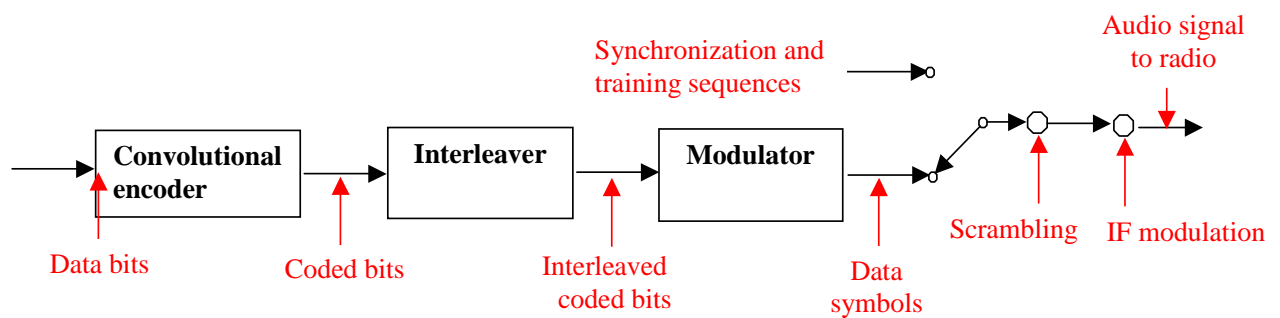 Audio signal
to radio
Synchronization and
training sequences
Convolutional
encoder
Interleaver
Modulator
Data bits
Coded bits
Interleaved
coded bits
Data
symbols
Scrambling
IF modulation